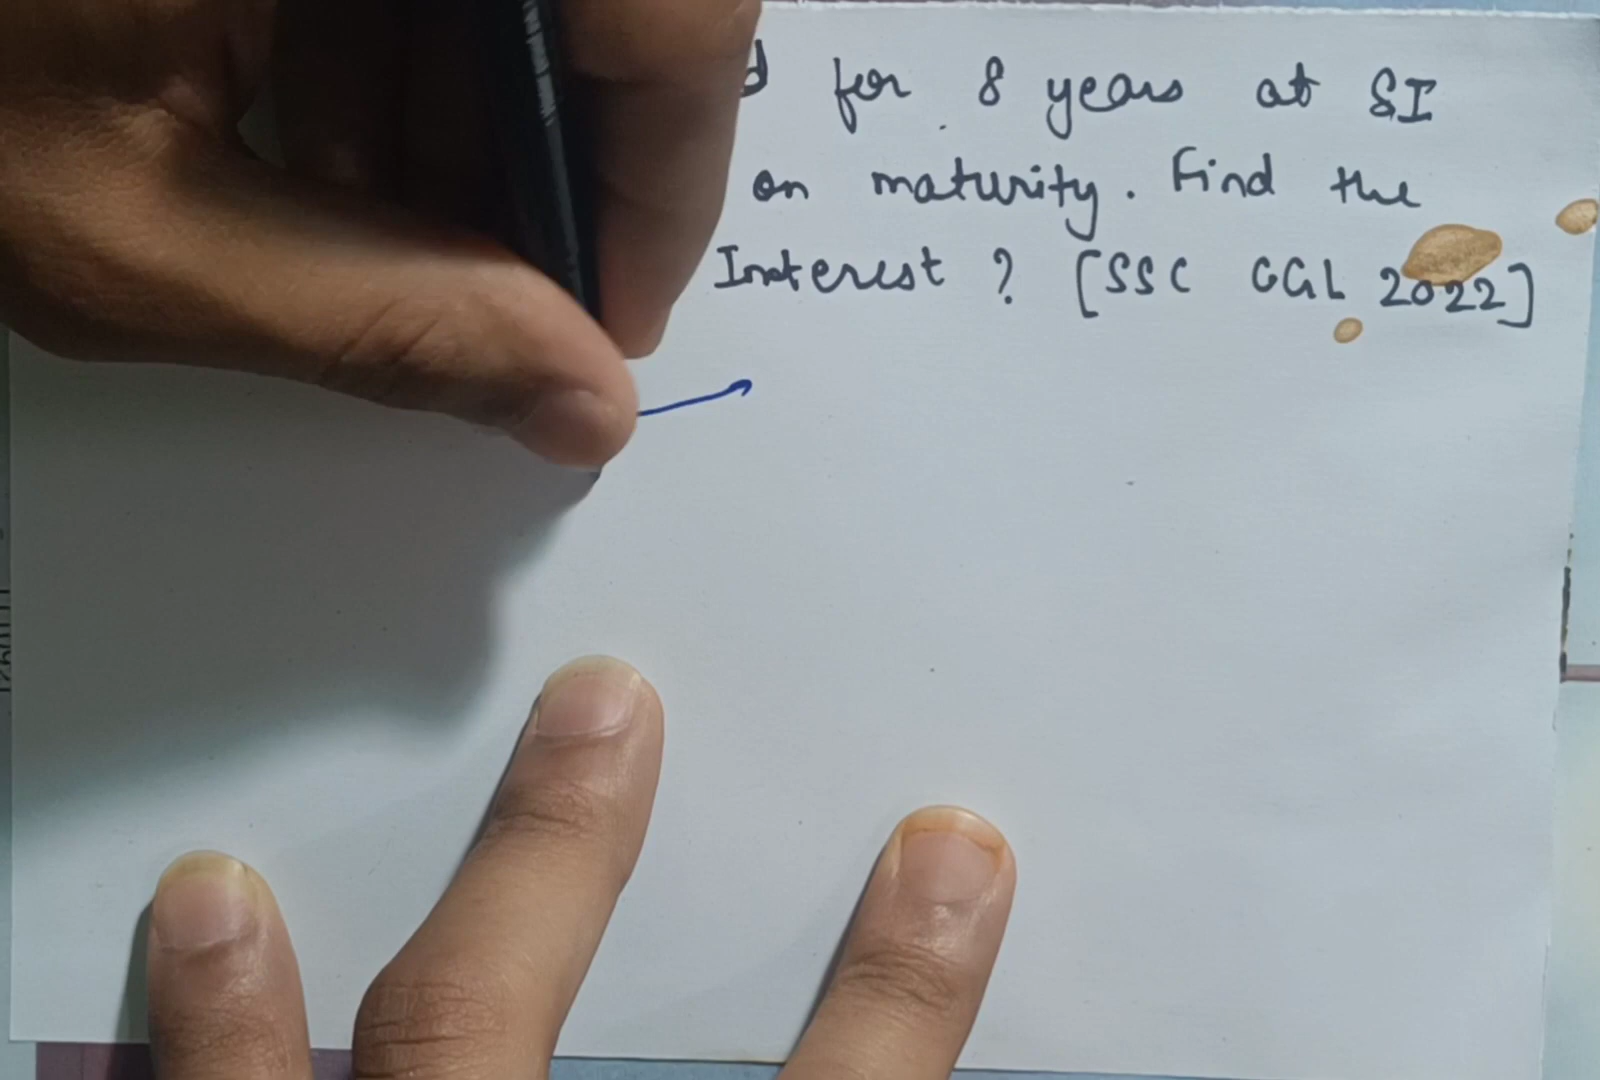 for 8 years at SI
on maturity. Find the
Interest ? [SSC CGL 2022]